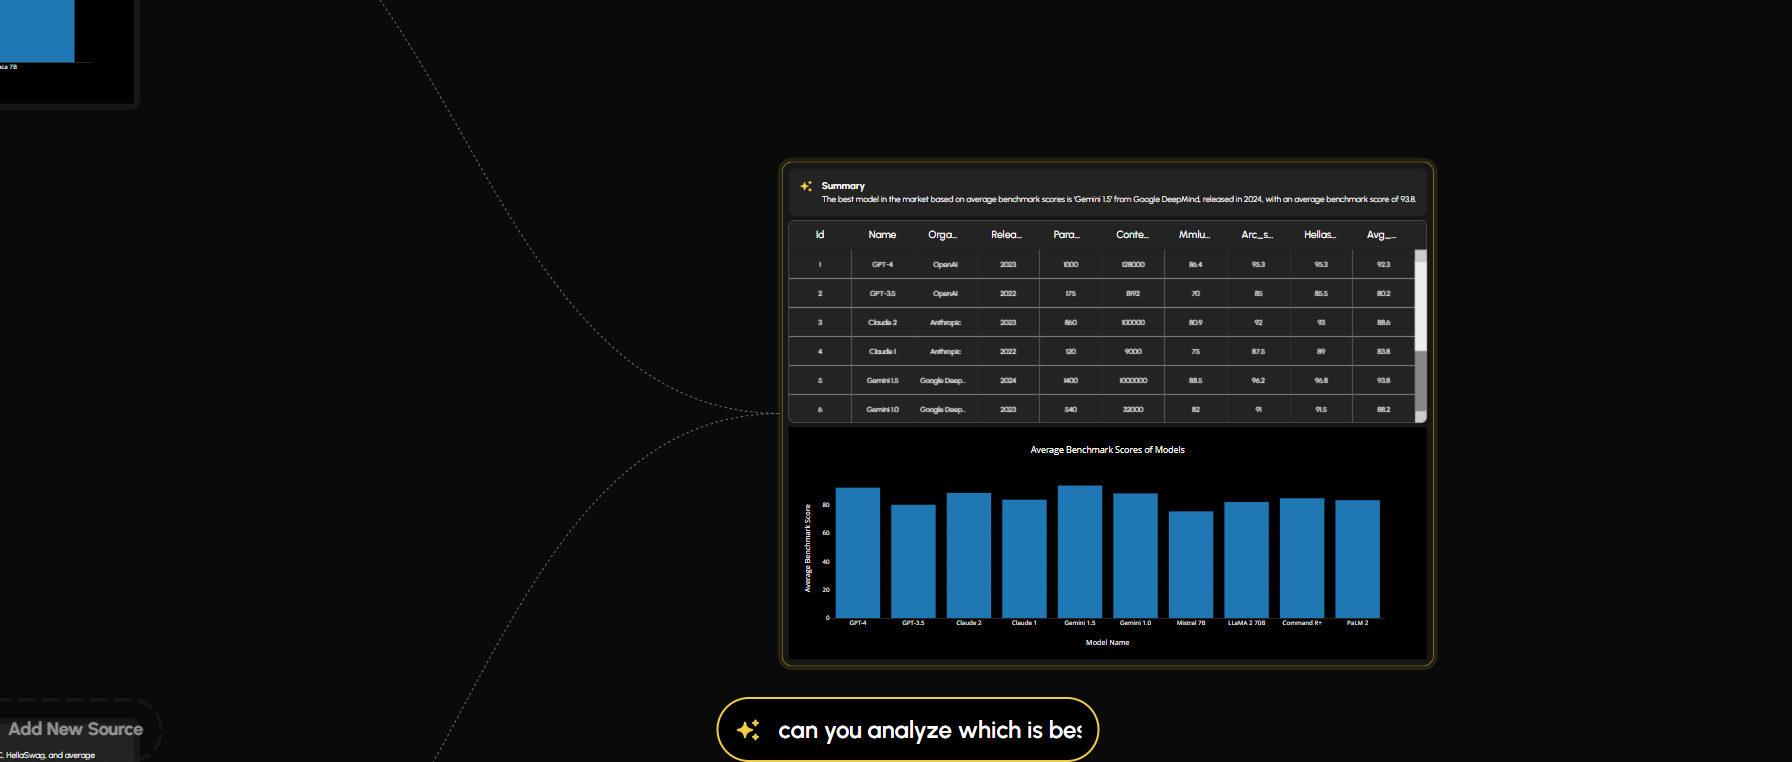 aca 7B
Summary
The best model in the market based on average benchmark scores is 'Gemini 1.5' from Google DeepMind, released in 2024, with an average benchmark score of 93.8.
Id Name Orga... Relea... Para... Conte... Mmlu... Arc_s... Hellas... Avg_...
1 GPT-4 OpenAI 2023 1000 128000 86.4 95.3 95.3 92.3
2 GPT-3.5 OpenAI 2022 175 8192 70 85 85.5 80.2
3 Claude 2 Anthropic 2023 860 100000 80.9 92 93 88.6
4 Claude 1 Anthropic 2022 120 9000 75 87.5 89 83.8
5 Gemini 1.5 Google Deep... 2024 1400 1000000 88.5 96.2 96.8 93.8
6 Gemini 1.0 Google Deep... 2023 540 32000 82 91 91.5 88.2
Average Benchmark Scores of Models
Average Benchmark Score
80
60
40
20
0
GPT-4 GPT-3.5 Claude 2 Claude 1 Gemini 1.5 Gemini 1.0 Mistral 7B LLaMA 2 70B Command R+ PaLM 2
Model Name
Add New Source
C, HellaSwag, and average
can you analyze which is bes